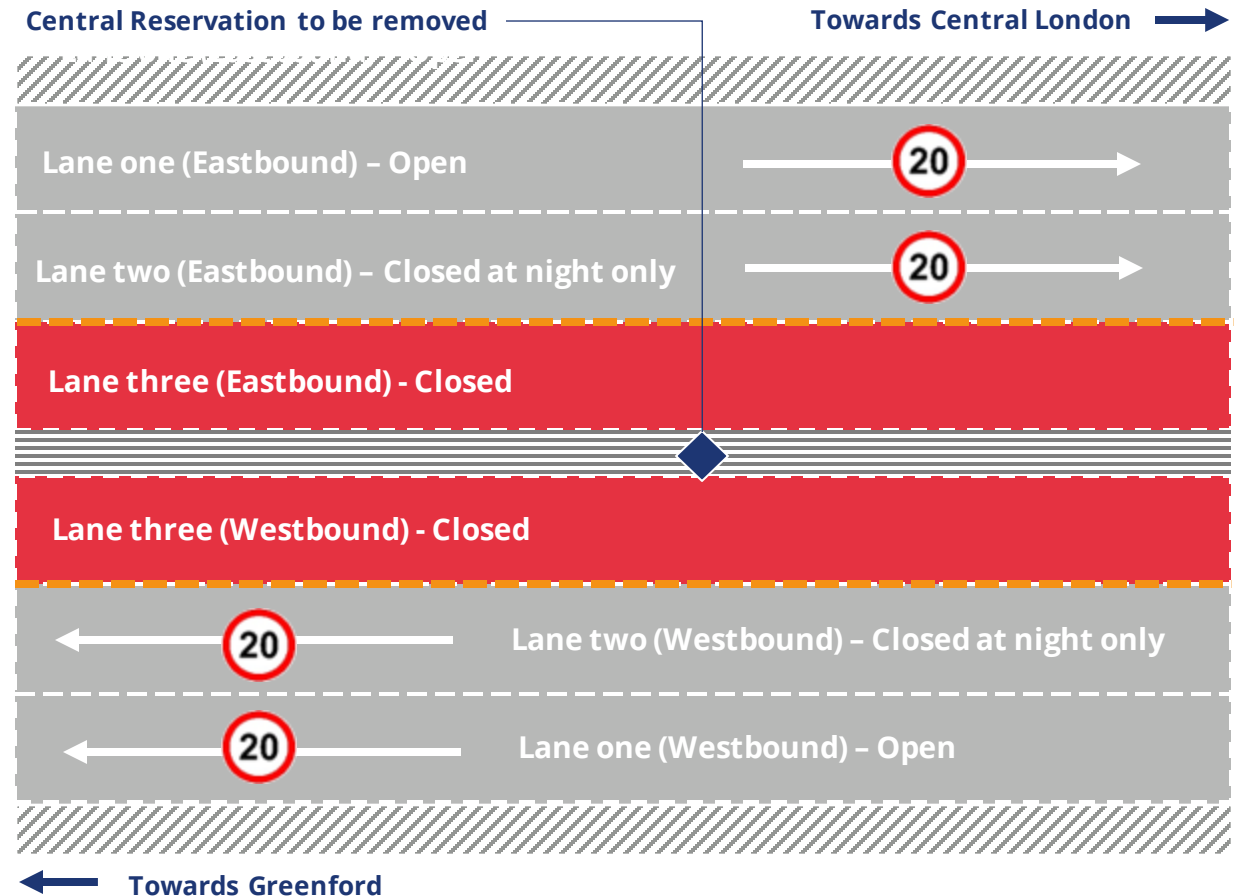 Central Reservation to be removed
Towards Central London
Lane one (Eastbound) – Open
20
Lane two (Eastbound) – Closed at night only
20
Lane three (Eastbound) - Closed
Lane three (Westbound) - Closed
20
Lane two (Westbound) – Closed at night only
20
Lane one (Westbound) – Open
Towards Greenford